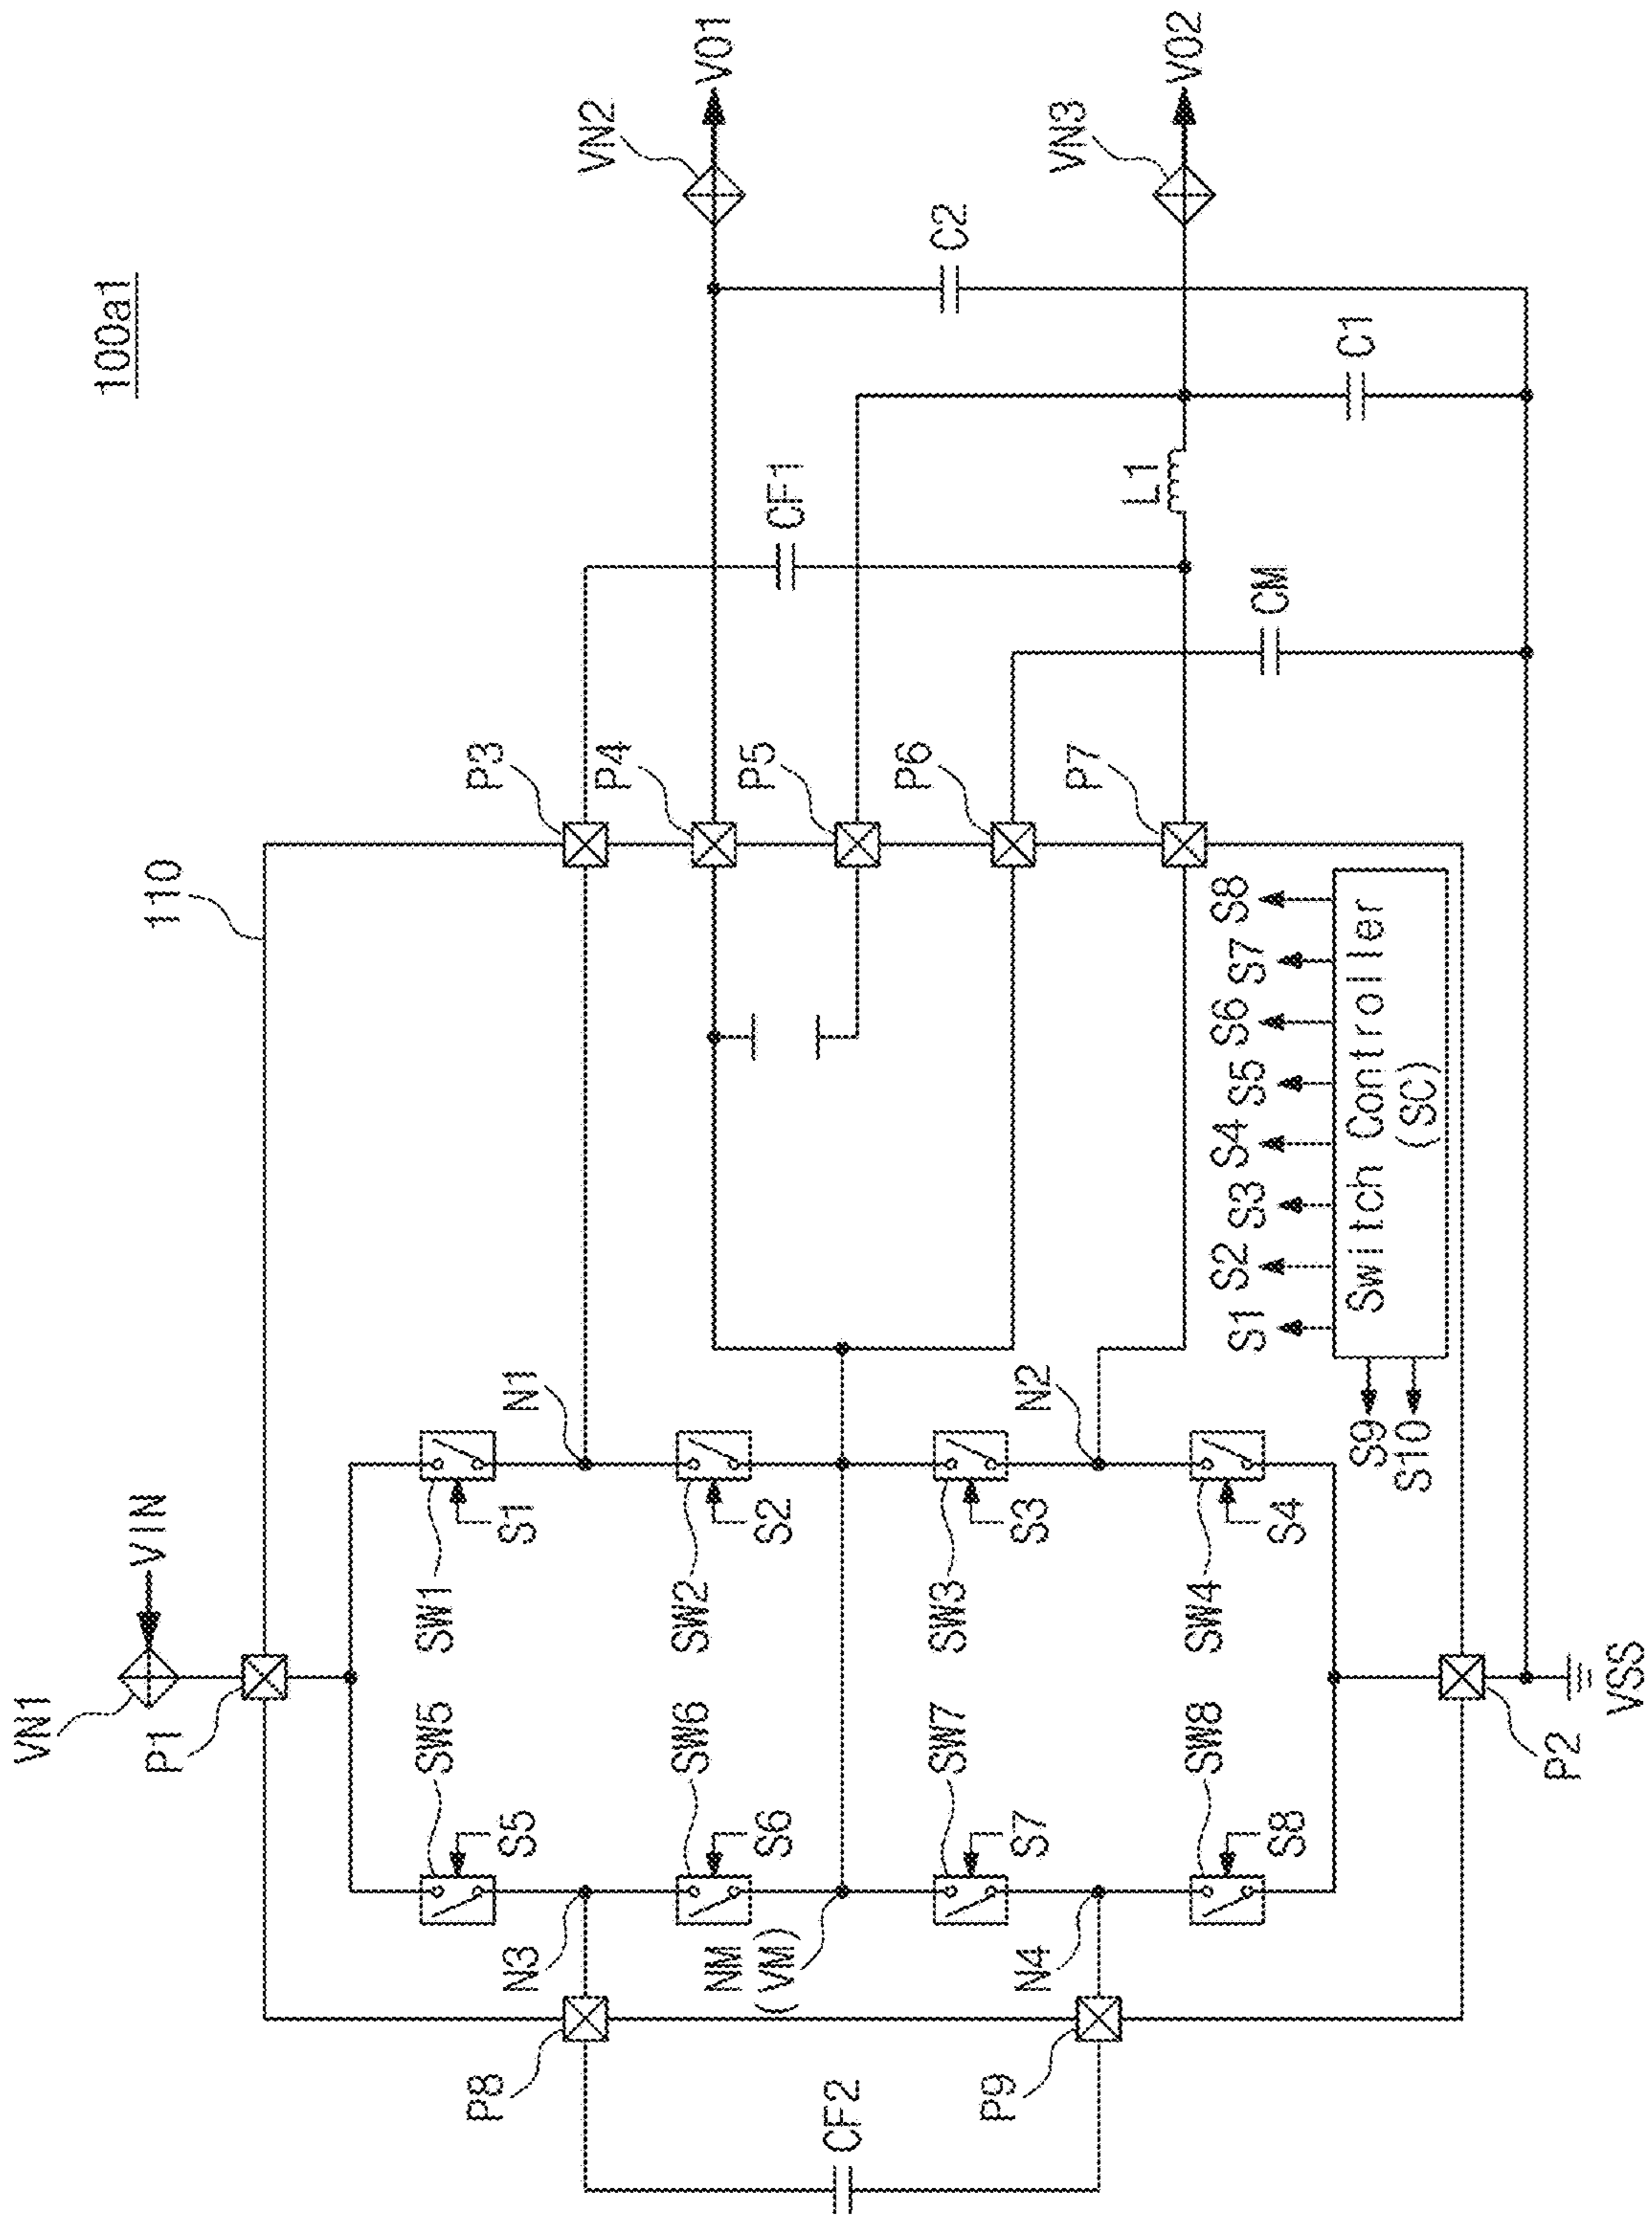 100a1
VN1
VIN
P1
110
SW5
SW1
S5
S1
N3
N1
P8
P3
VN2
VO1
P4
CF1
SW6
SW2
S6
S2
P5
C2
NM
(VM)
CF2
P6
SW7
SW3
S7
S3
N4
N2
P9
P7
L1
VN3
VO2
CM
C1
SW8
SW4
S8
S4
S1
S2
S3
S4
S5
S6
S7
S8
S9
S10
Switch Controller
(SC)
P2
VSS